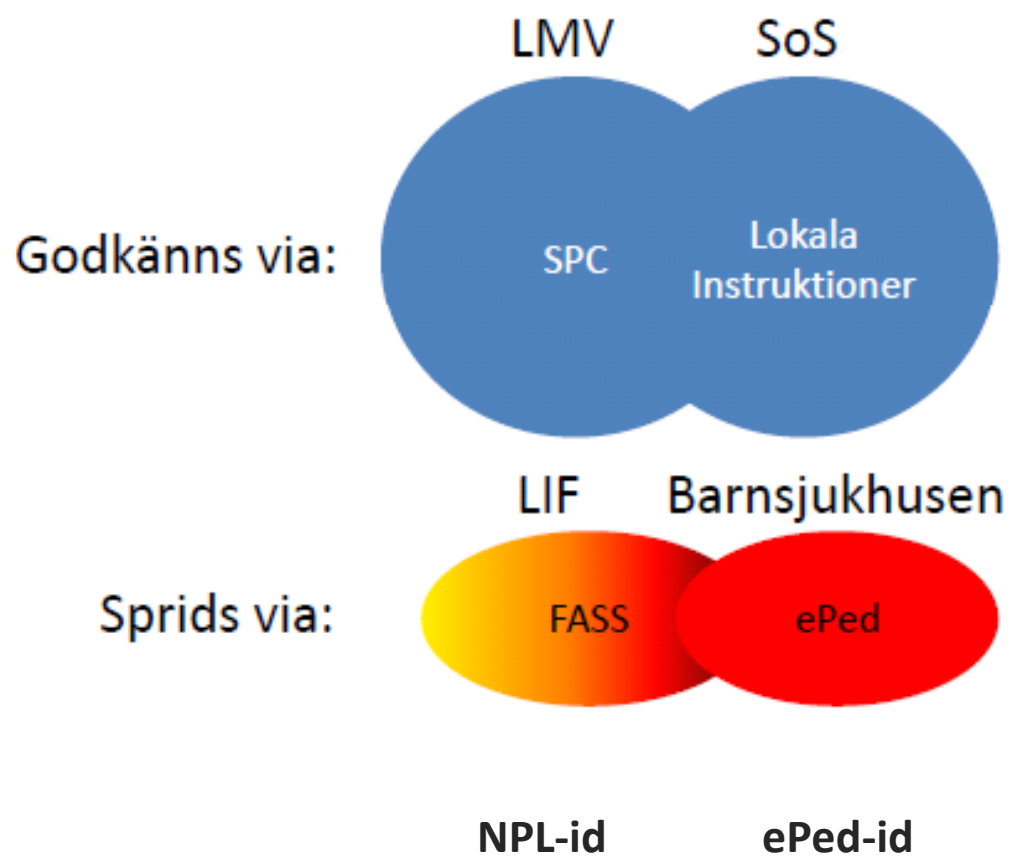 LMV SoS
Godkänns via:
SPC
Lokala
Instruktioner
LIF Barnsjukhusen
Sprids via:
FASS ePed
NPL-id ePed-id